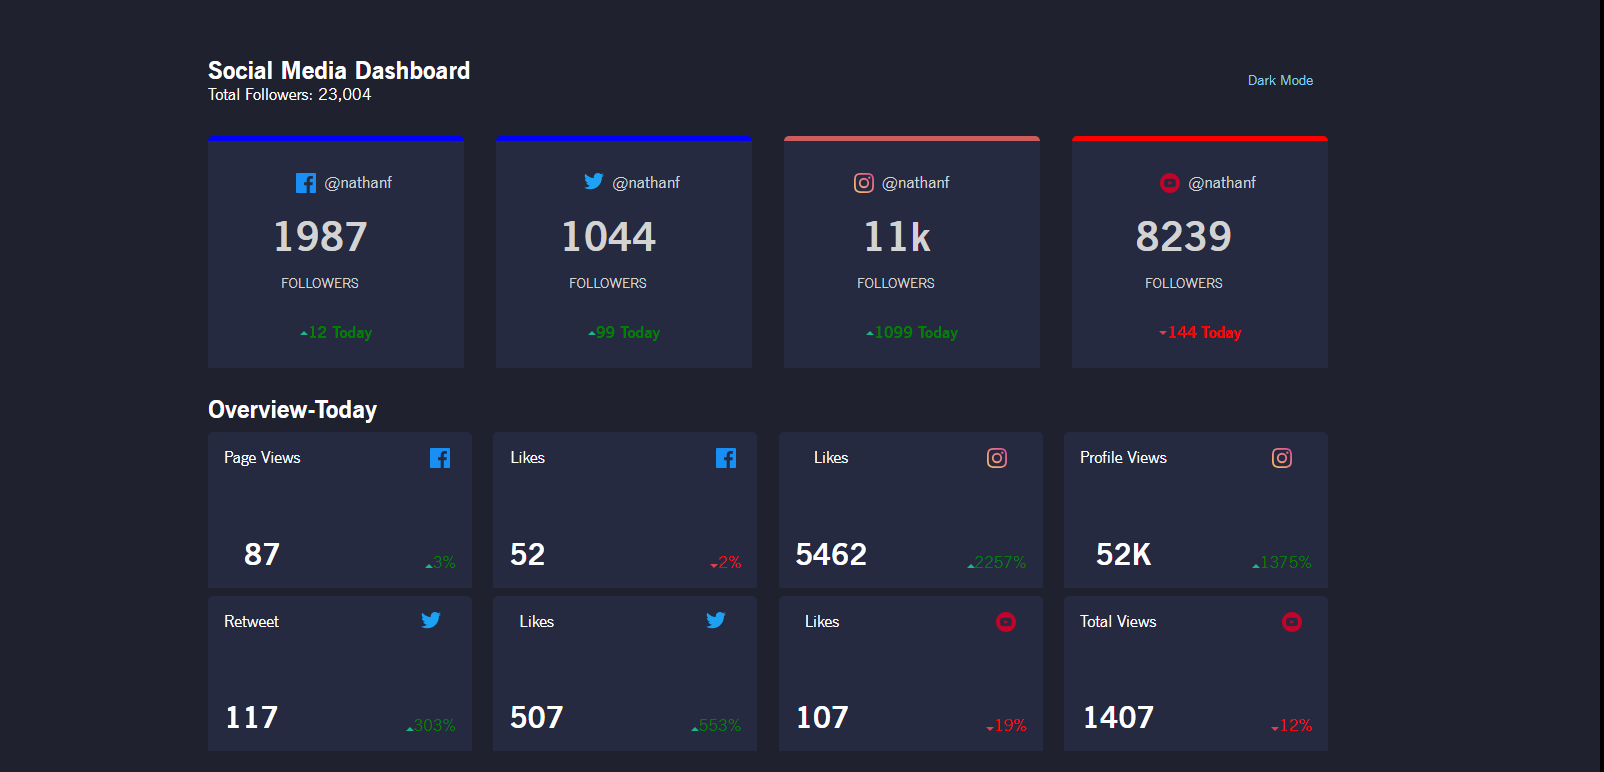 Social Media Dashboard
Total Followers: 23,004
Dark Mode
@nathanf
1987
FOLLOWERS
12 Today
@nathanf
1044
FOLLOWERS
99 Today
@nathanf
11k
FOLLOWERS
1099 Today
@nathanf
8239
FOLLOWERS
144 Today
Overview-Today
Page Views
87
3%
Likes
52
2%
Likes
5462
2257%
Profile Views
52K
1375%
Retweet
117
303%
Likes
507
553%
Likes
107
19%
Total Views
1407
12%